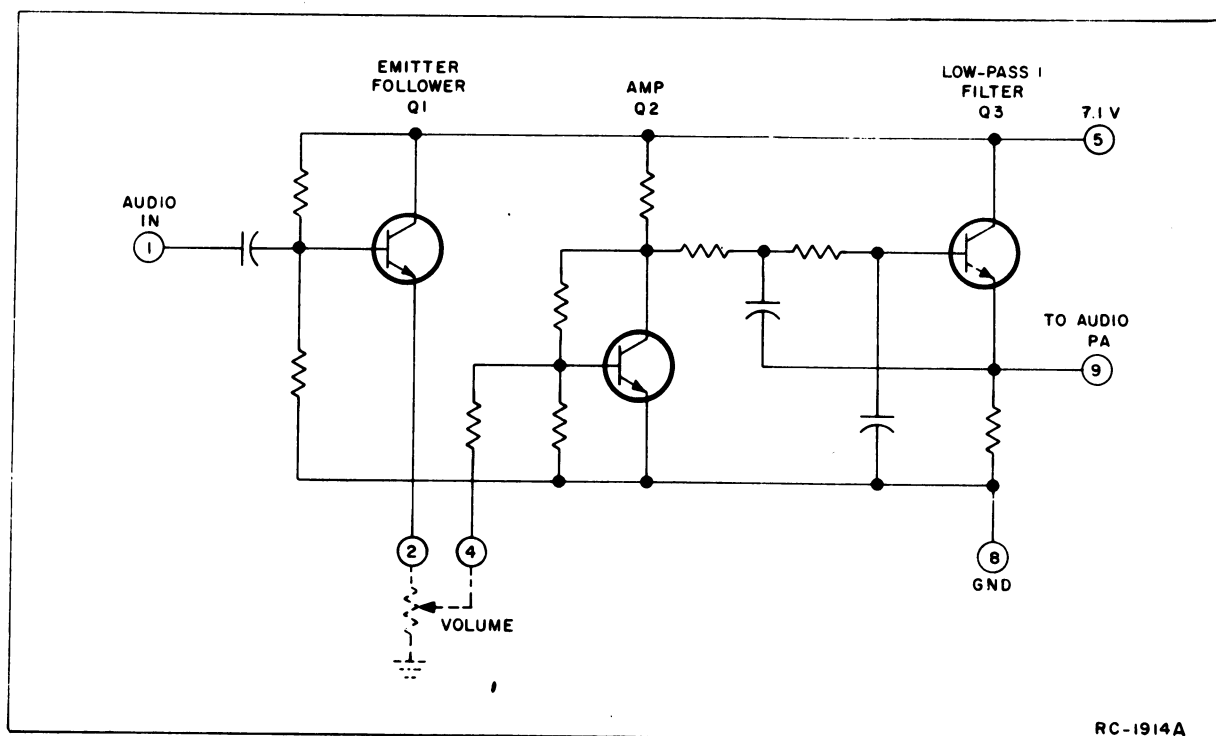 EMITTER
FOLLOWER
Q1
AMP
Q2
LOW-PASS I
FILTER
Q3
7.1 V
5
AUDIO
IN
1
TO AUDIO
PA
9
2
4
VOLUME
8
GND
RC-1914A